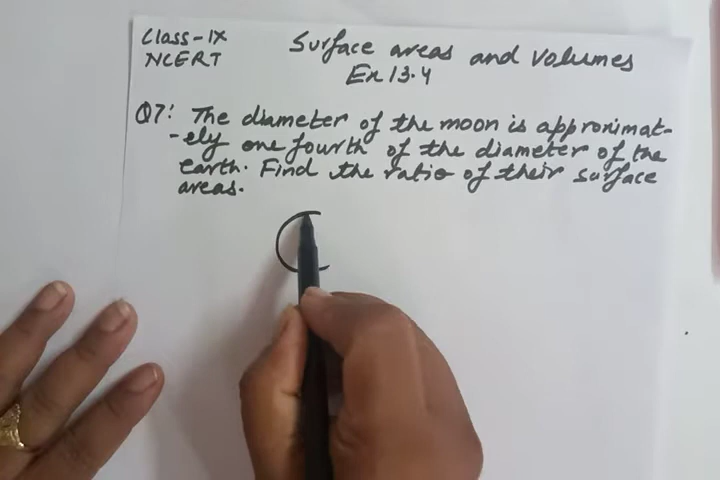 Class-IX
NCERT
Surface areas and volumes
Ex 13.4
Q7: The diameter of the moon is approximat-
-ely one fourth of the diameter of the
earth. Find the ratio of their surface
areas.